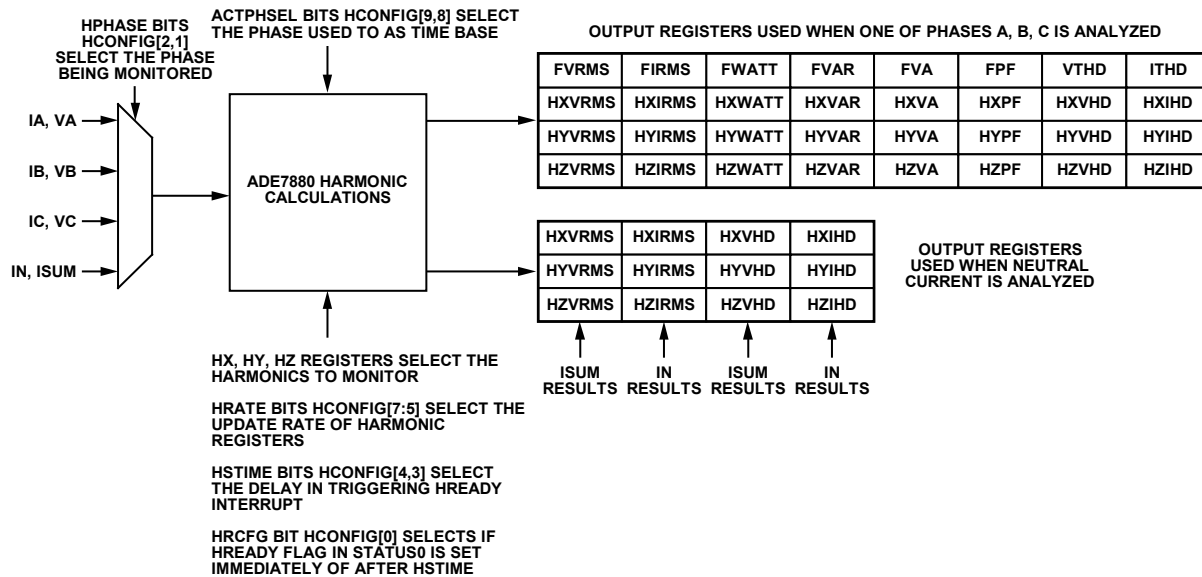 HPHASE BITS
HCONFIG[2,1]
SELECT THE PHASE
BEING MONITORED
ACTPHSEL BITS HCONFIG[9,8] SELECT
THE PHASE USED TO AS TIME BASE
IA, VA
IB, VB
IC, VC
IN, ISUM
ADE7880 HARMONIC
CALCULATIONS
OUTPUT REGISTERS USED WHEN ONE OF PHASES A, B, C IS ANALYZED
FVRMS FIRMS FWATT FVAR FVA FPF VTHD ITHD
HXVRMS HXIRMS HXWATT HXVAR HXVA HXPF HXVHD HXIHD
HYVRMS HYIRMS HYWATT HYVAR HYVA HYPF HYVHD HYIHD
HZVRMS HZIRMS HZWATT HZVAR HZVA HZPF HZVHD HZIHD
HXVRMS HXIRMS HXVHD HXIHD
HYVRMS HYIRMS HYVHD HYIHD
HZVRMS HZIRMS HZVHD HZIHD
OUTPUT REGISTERS
USED WHEN NEUTRAL
CURRENT IS ANALYZED
ISUM
RESULTS
IN
RESULTS
ISUM
RESULTS
IN
RESULTS
HX, HY, HZ REGISTERS SELECT THE
HARMONICS TO MONITOR
HRATE BITS HCONFIG[7:5] SELECT THE
UPDATE RATE OF HARMONIC
REGISTERS
HSTIME BITS HCONFIG[4,3] SELECT
THE DELAY IN TRIGGERING HREADY
INTERRUPT
HRCFG BIT HCONFIG[0] SELECTS IF
HREADY FLAG IN STATUS0 IS SET
IMMEDIATELY OF AFTER HSTIME